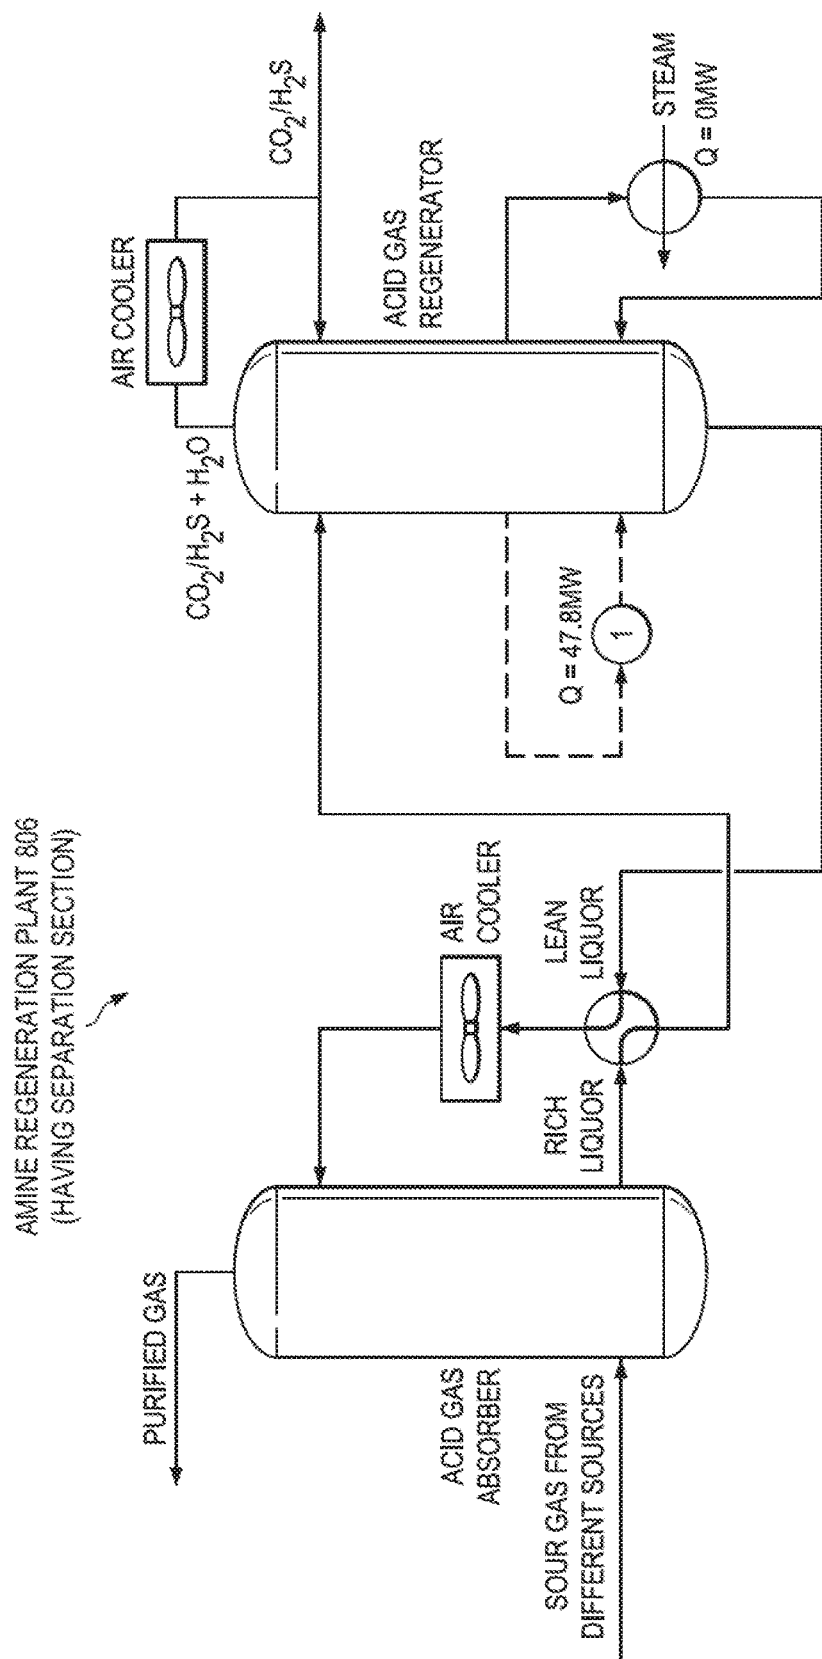 AMINE REGENERATION PLANT 806
(HAVING SEPARATION SECTION)
PURIFIED GAS
ACID GAS
ABSORBER
SOUR GAS FROM
DIFFERENT SOURCES
RICH
LIQUOR
AIR
COOLER
LEAN
LIQUOR
CO2/H2S + H2O
AIR COOLER
CO2/H2S
ACID GAS
REGENERATOR
Q = 47.8MW
1
STEAM
Q = 0MW